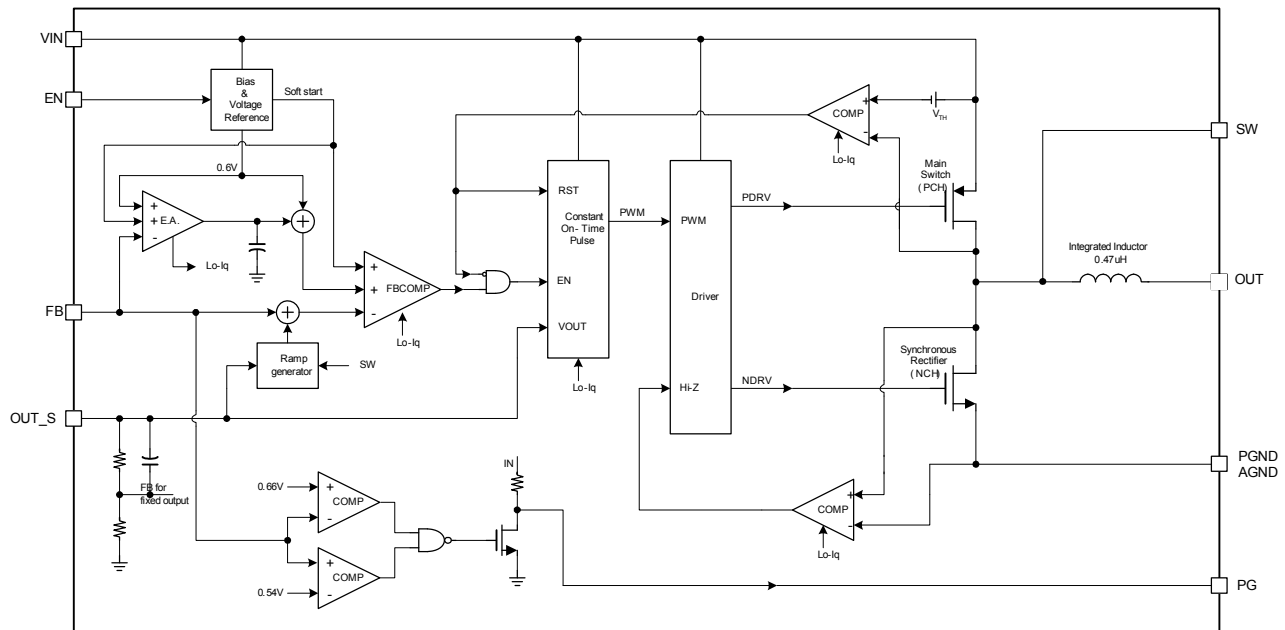 VIN
Bias
&
Voltage
Reference
Soft start
EN
+
COMP
-
VTH
Lo-Iq
SW
0.6V
Main
Switch
( PCH)
RST
Constant
On- Time
Pulse
PWM
PWM
PDRV
+
+ E.A.
-
+
Lo-Iq
Integrated Inductor
0.47uH
+
+ FBCOMP
-
EN
OUT
Driver
FB
+
Lo-Iq
VOUT
Ramp
generator
SW
Synchronous
Rectifier
( NCH)
Lo-Iq
Hi-Z
NDRV
OUT_S
PGND
AGND
IN
FB for
fixed output
0.66V
+
COMP
-
+
COMP
-
Lo-Iq
+
COMP
-
0.54V
PG